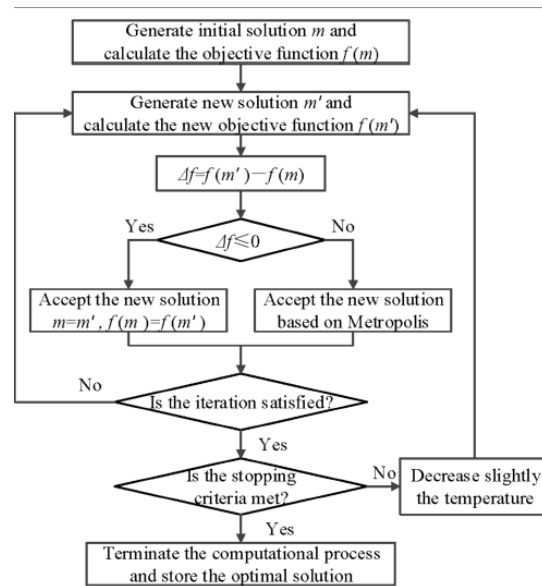 Generate initial solution m and
calculate the objective function f(m)
Generate new solution m' and
calculate the new objective function f(m')
Δf=f(m')−f(m)
Yes
No
Δf⩽0
Accept the new solution
m=m', f(m)=f(m')
Accept the new solution
based on Metropolis
No
Is the iteration satisfied?
Yes
Is the stopping
criteria met?
No
Decrease slightly
the temperature
Yes
Terminate the computational process
and store the optimal solution